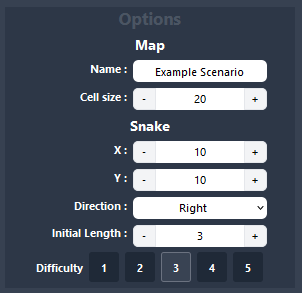 Options
Map
Name : Example Scenario
Cell size : - 20 +
Snake
X : - 10 +
Y : - 10 +
Direction : Right
Initial Length : - 3 +
Difficulty 1 2 3 4 5